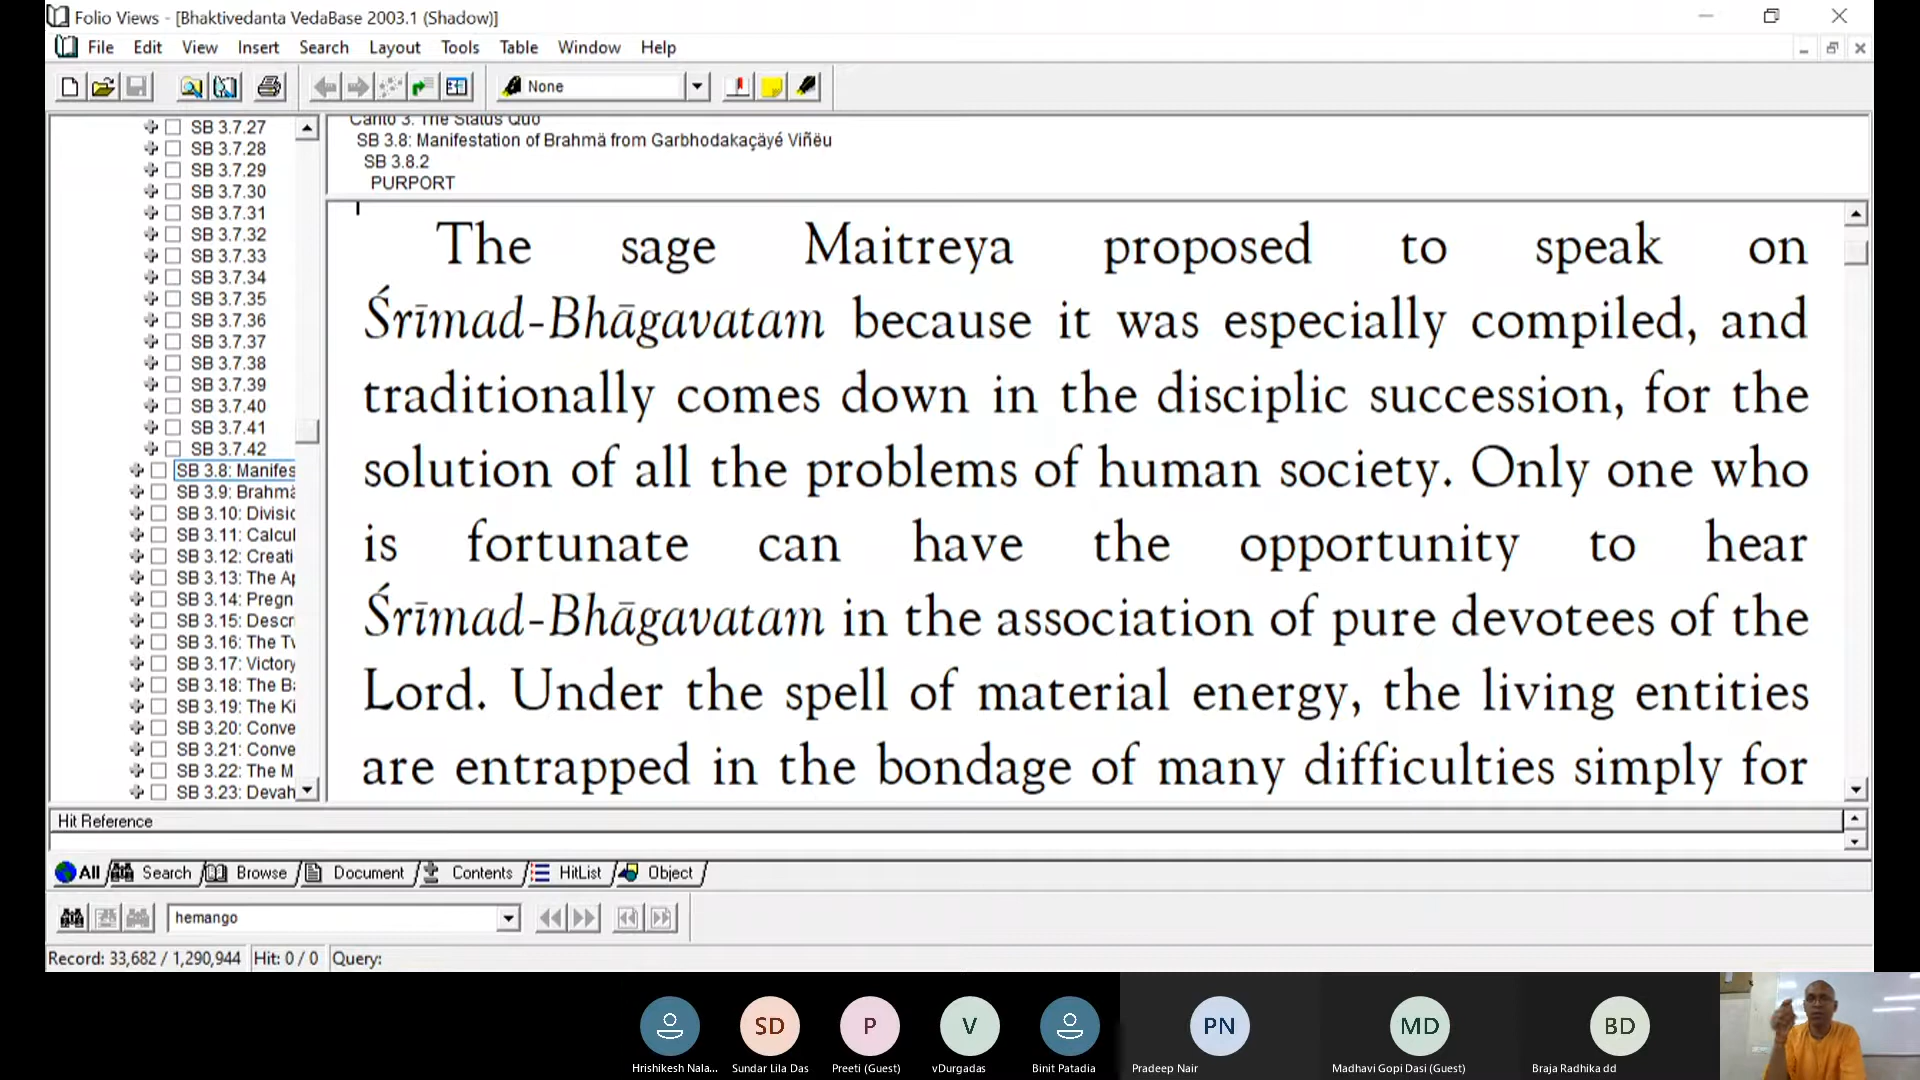 Folio Views - [Bhaktivedanta VedaBase 2003.1 (Shadow)]
File Edit View Insert Search Layout Tools Table Window Help
None
SB 3.7.27
SB 3.7.28
SB 3.7.29
SB 3.7.30
SB 3.7.31
SB 3.7.32
SB 3.7.33
SB 3.7.34
SB 3.7.35
SB 3.7.36
SB 3.7.37
SB 3.7.38
SB 3.7.39
SB 3.7.40
SB 3.7.41
SB 3.7.42
SB 3.8: Manifes
SB 3.9: Brahmä
SB 3.10: Divisic
SB 3.11: Calcul
SB 3.12: Creati
SB 3.13: The Ap
SB 3.14: Pregn
SB 3.15: Descr
SB 3.16: The Tv
SB 3.17: Victory
SB 3.18: The Ba
SB 3.19: The Ki
SB 3.20: Conve
SB 3.21: Conve
SB 3.22: The M
SB 3.23: Devah
Canto 3: The Status Quo
SB 3.8: Manifestation of Brahmä from Garbhodakaçäyé Viñëu
SB 3.8.2
PURPORT
The sage Maitreya proposed to speak on
Śrīmad-Bhāgavatam because it was especially compiled, and
traditionally comes down in the disciplic succession, for the
solution of all the problems of human society. Only one who
is fortunate can have the opportunity to hear
Śrīmad-Bhāgavatam in the association of pure devotees of the
Lord. Under the spell of material energy, the living entities
are entrapped in the bondage of many difficulties simply for
Hit Reference
All Search Browse Document Contents HitList Object
hemango
Record: 33,682 / 1,290,944 Hit: 0 / 0 Query:
SD P V PN MD BD
Hrishikesh Nala... Sundar Lila Das Preeti (Guest) vDurgadas Binit Patadia Pradeep Nair Madhavi Gopi Dasi (Guest) Braja Radhika dd